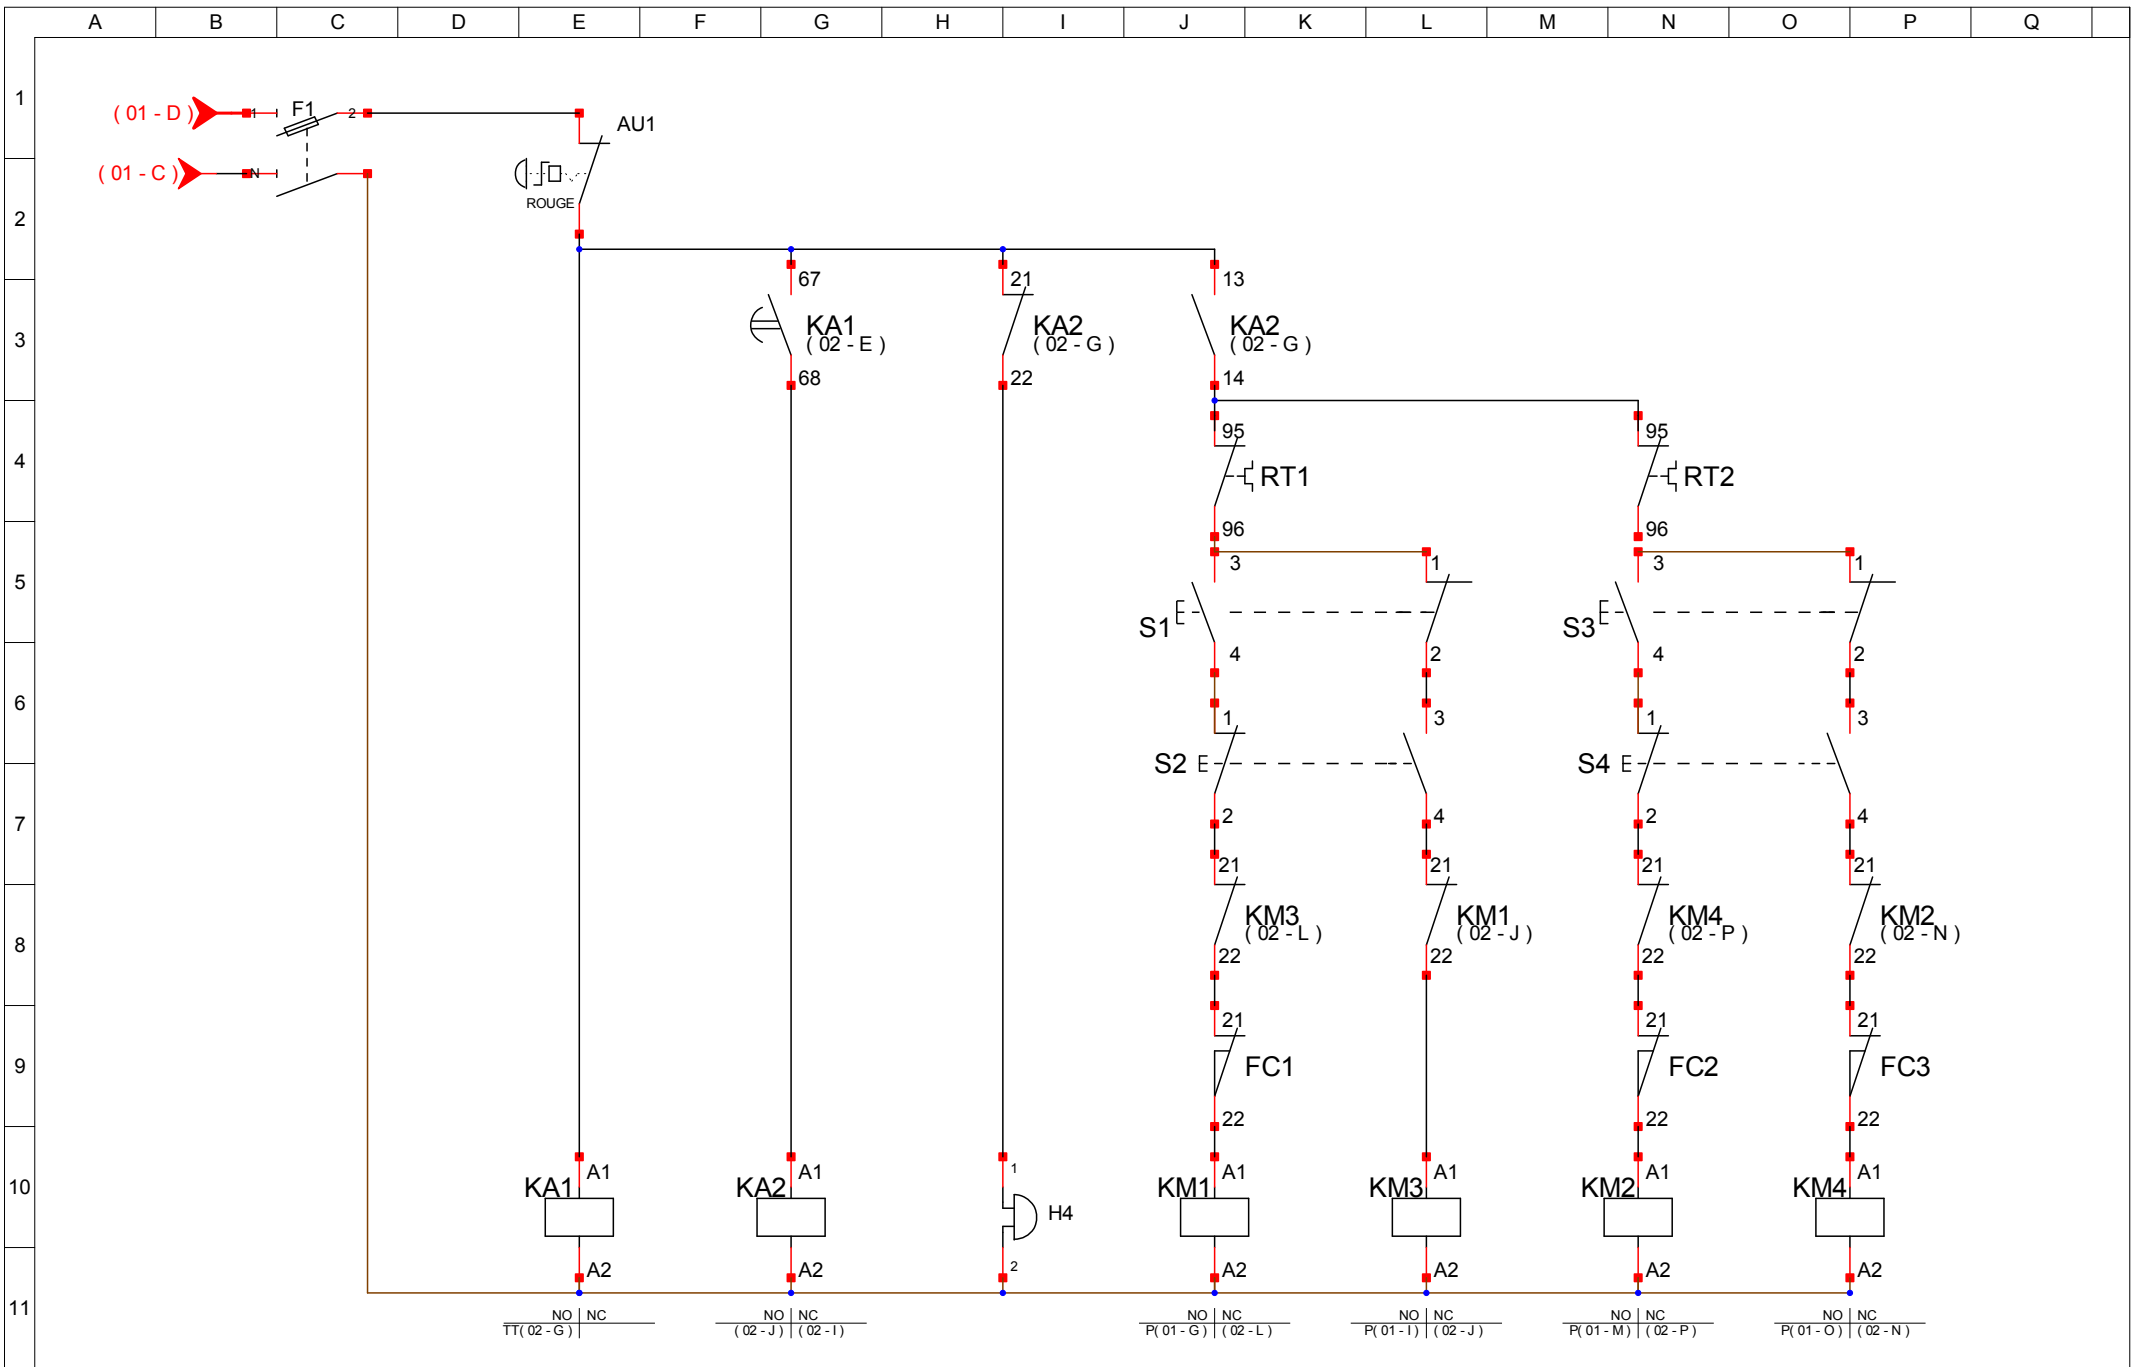 A B C D E F G H I J K L M N O P Q
1
( 01 - D ) 1 F1 2
AU1
( 01 - C ) N
ROUGE
2
67 21 13
3
KA1 KA2 KA2
( 02 - E ) ( 02 - G ) ( 02 - G )
68 22 14
95 95
4
RT1 RT2
96 96
3 1 3 1
5
S1 S3
4 2 4 2
6
1 3 1 3
S2 S4
7
2 4 2 4
21 21 21 21
KM3 KM1 KM4 KM2
( 02 - L ) ( 02 - J ) ( 02 - P ) ( 02 - N )
8
22 22 22 22
21 21 21
9
FC1 FC2 FC3
22 22 22
A1 A1 1 A1 A1 A1 A1
10
KA1 KA2 H4 KM1 KM3 KM2 KM4
A2 A2 2 A2 A2 A2 A2
11
NO NC NO NC NO NC NO NC NO NC NO NC
TT( 02 - G ) ( 02 - J ) ( 02 - I ) P( 01 - G ) ( 02 - L ) P( 01 - I ) ( 02 - J ) P( 01 - M ) ( 02 - P ) P( 01 - O ) ( 02 - N )